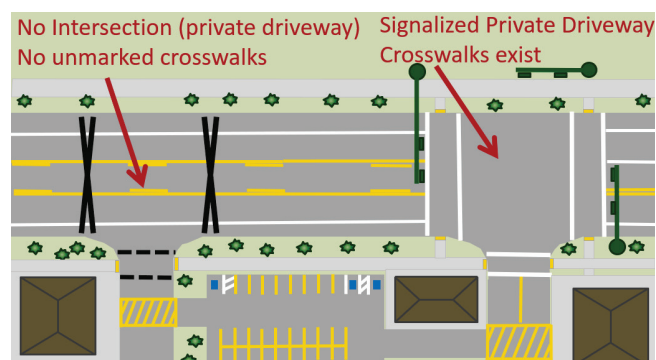 No Intersection (private driveway)
No unmarked crosswalks
Signalized Private Driveway
Crosswalks exist